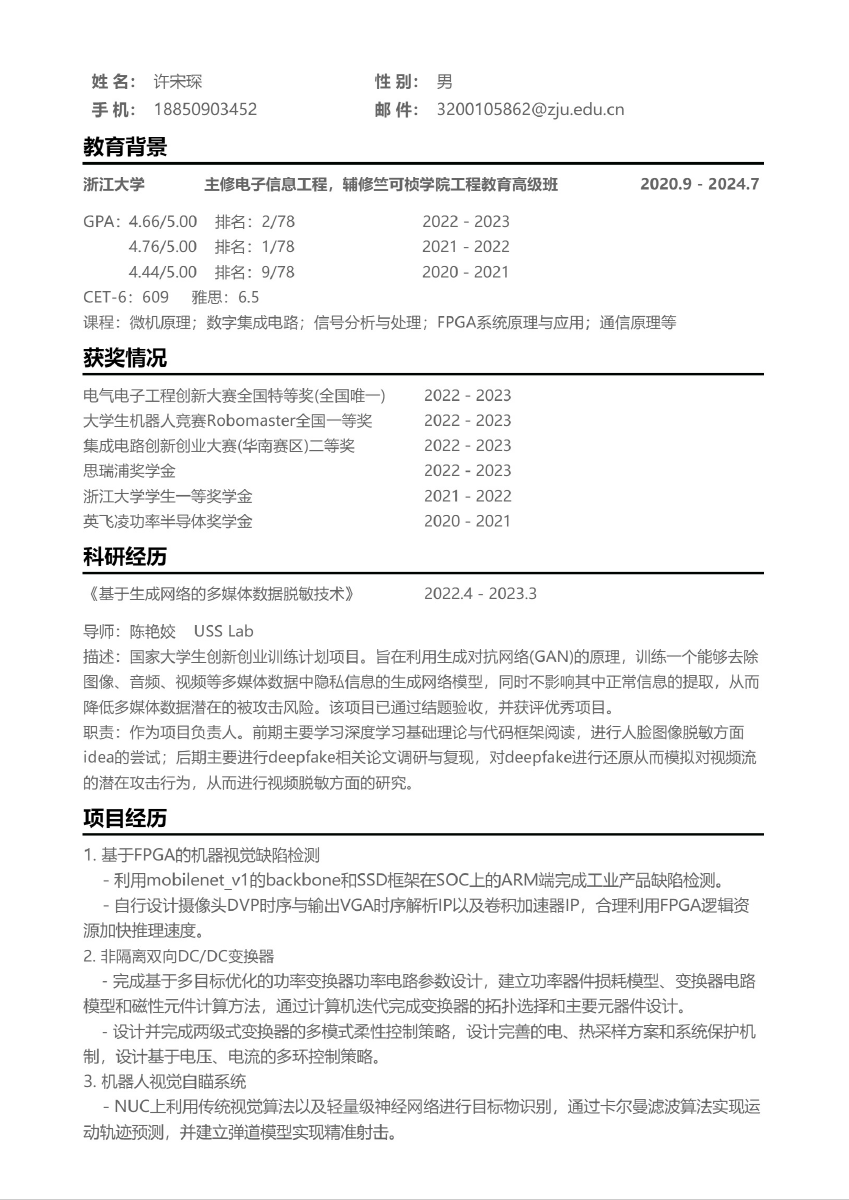 姓 名： 许宋琛 性 别： 男
手 机： 18850903452 邮 件： 3200105862@zju.edu.cn
教育背景
浙江大学 主修电子信息工程，辅修竺可桢学院工程教育高级班 2020.9 - 2024.7
GPA：4.66/5.00 排名：2/78 2022 - 2023
4.76/5.00 排名：1/78 2021 - 2022
4.44/5.00 排名：9/78 2020 - 2021
CET-6：609 雅思：6.5
课程：微机原理；数字集成电路；信号分析与处理；FPGA系统原理与应用；通信原理等
获奖情况
电气电子工程创新大赛全国特等奖(全国唯一) 2022 - 2023
大学生机器人竞赛Robomaster全国一等奖 2022 - 2023
集成电路创新创业大赛(华南赛区)二等奖 2022 - 2023
思瑞浦奖学金 2022 - 2023
浙江大学学生一等奖学金 2021 - 2022
英飞凌功率半导体奖学金 2020 - 2021
科研经历
《基于生成网络的多媒体数据脱敏技术》 2022.4 - 2023.3
导师：陈艳姣 USS Lab
描述：国家大学生创新创业训练计划项目。旨在利用生成对抗网络(GAN)的原理，训练一个能够去除
图像、音频、视频等多媒体数据中隐私信息的生成网络模型，同时不影响其中正常信息的提取，从而
降低多媒体数据潜在的被攻击风险。该项目已通过结题验收，并获评优秀项目。
职责：作为项目负责人。前期主要学习深度学习基础理论与代码框架阅读，进行人脸图像脱敏方面
idea的尝试；后期主要进行deepfake相关论文调研与复现，对deepfake进行还原从而模拟对视频流
的潜在攻击行为，从而进行视频脱敏方面的研究。
项目经历
1. 基于FPGA的机器视觉缺陷检测
- 利用mobilenet_v1的backbone和SSD框架在SOC上的ARM端完成工业产品缺陷检测。
- 自行设计摄像头DVP时序与输出VGA时序解析IP以及卷积加速器IP，合理利用FPGA逻辑资
源加快推理速度。
2. 非隔离双向DC/DC变换器
- 完成基于多目标优化的功率变换器功率电路参数设计，建立功率器件损耗模型、变换器电路
模型和磁性元件计算方法，通过计算机迭代完成变换器的拓扑选择和主要元器件设计。
- 设计并完成两级式变换器的多模式柔性控制策略，设计完善的电、热采样方案和系统保护机
制，设计基于电压、电流的多环控制策略。
3. 机器人视觉自瞄系统
- NUC上利用传统视觉算法以及轻量级神经网络进行目标物识别，通过卡尔曼滤波算法实现运
动轨迹预测，并建立弹道模型实现精准射击。